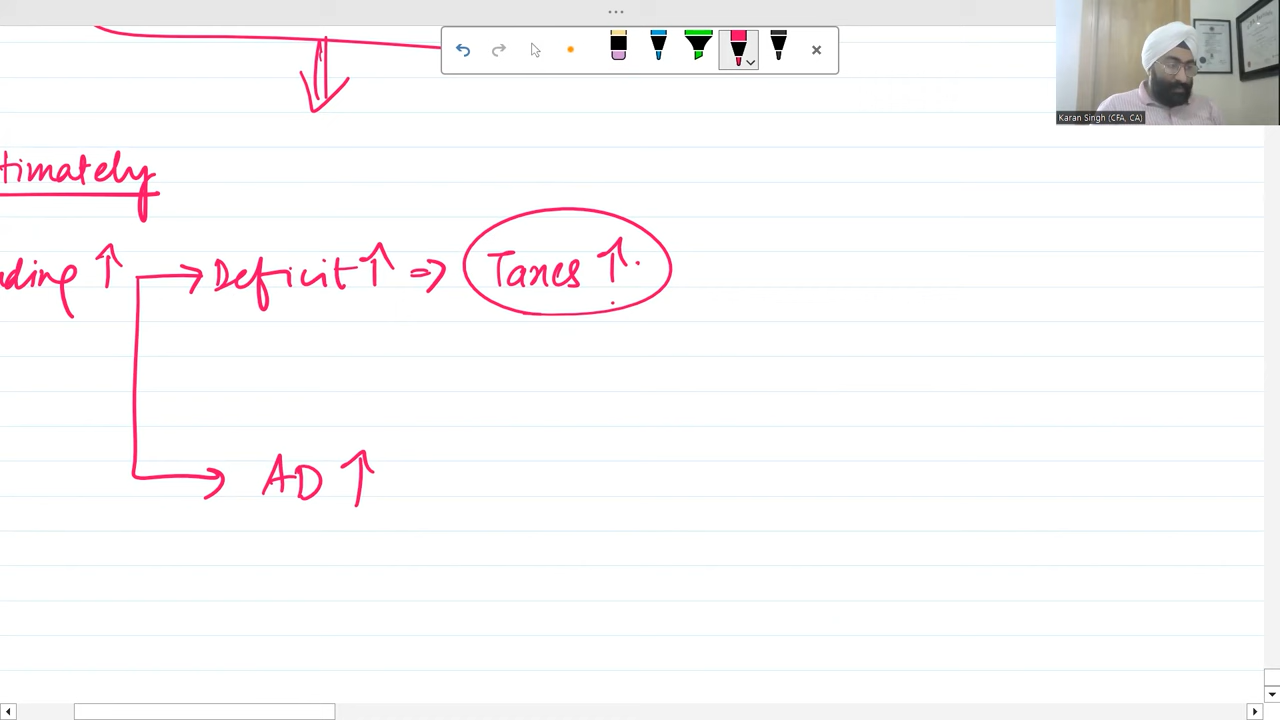 Karan Singh (CFA, CA)
timately
ding ↑ → Deficit ↑ ⇒ Taxes ↑.
→ AD ↑